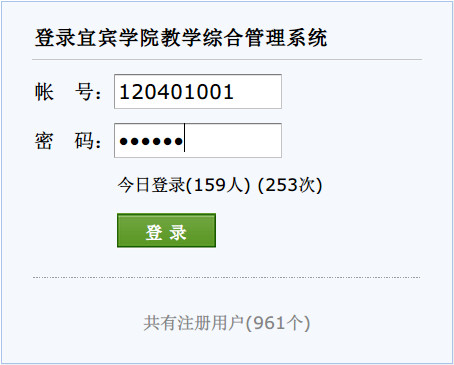 登录宜宾学院教学综合管理系统
帐 号: 120401001
密 码: ••••••
今日登录(159人) (253次)
登 录
共有注册用户(961个)